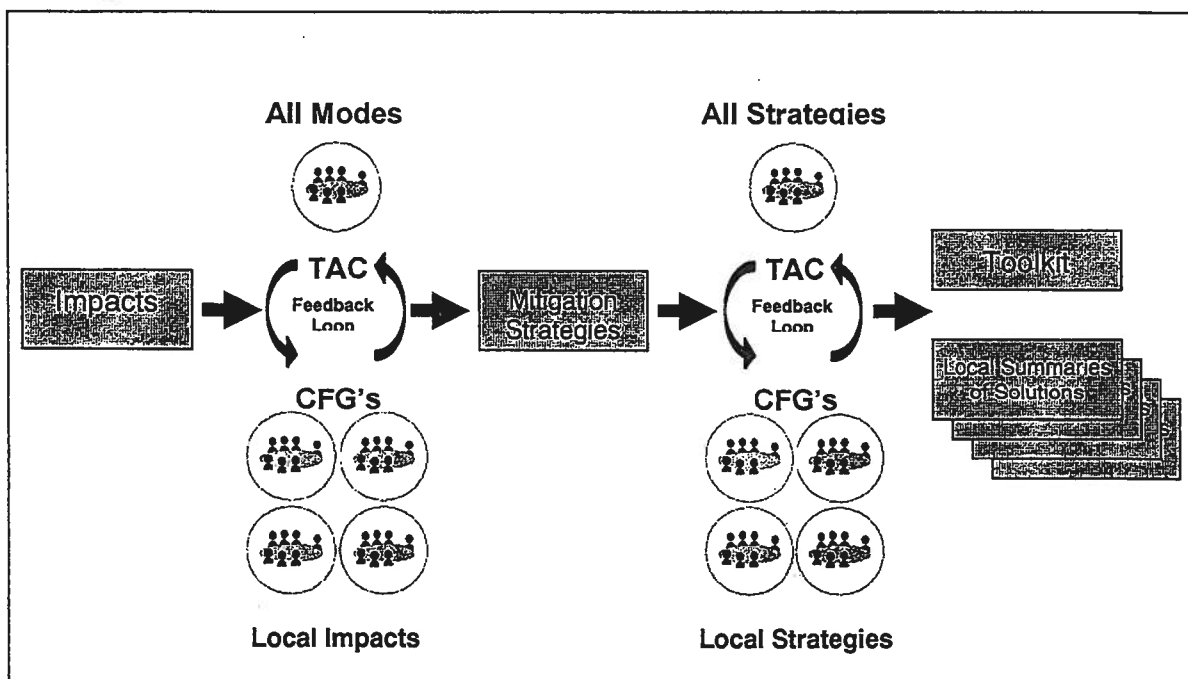 All Modes
All Strategies
Impacts
TAC
Feedback
Loop
Mitigation
Strategies
TAC
Feedback
Loop
Toolkit
Local Summaries
of Solutions
CFG's
CFG's
Local Impacts
Local Strategies